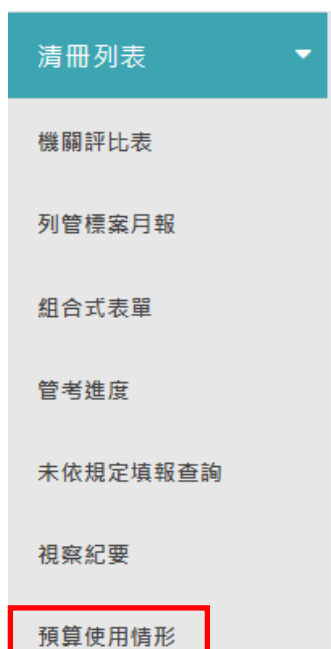 清冊列表
機關評比表
列管標案月報
組合式表單
管考進度
未依規定填報查詢
視察紀要
預算使用情形